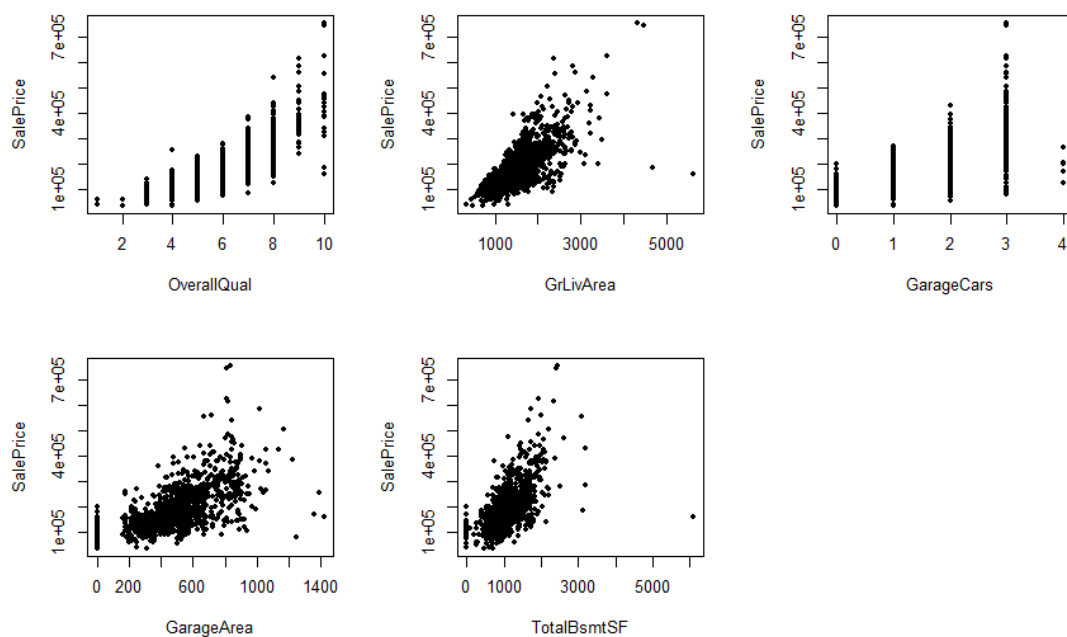 SalePrice
1e+05 4e+05 7e+05
2 4 6 8 10
OverallQual
SalePrice
1e+05 4e+05 7e+05
1000 3000 5000
GrLivArea
SalePrice
1e+05 4e+05 7e+05
0 1 2 3 4
GarageCars
SalePrice
1e+05 4e+05 7e+05
0 200 600 1000 1400
GarageArea
SalePrice
1e+05 4e+05 7e+05
0 1000 3000 5000
TotalBsmtSF